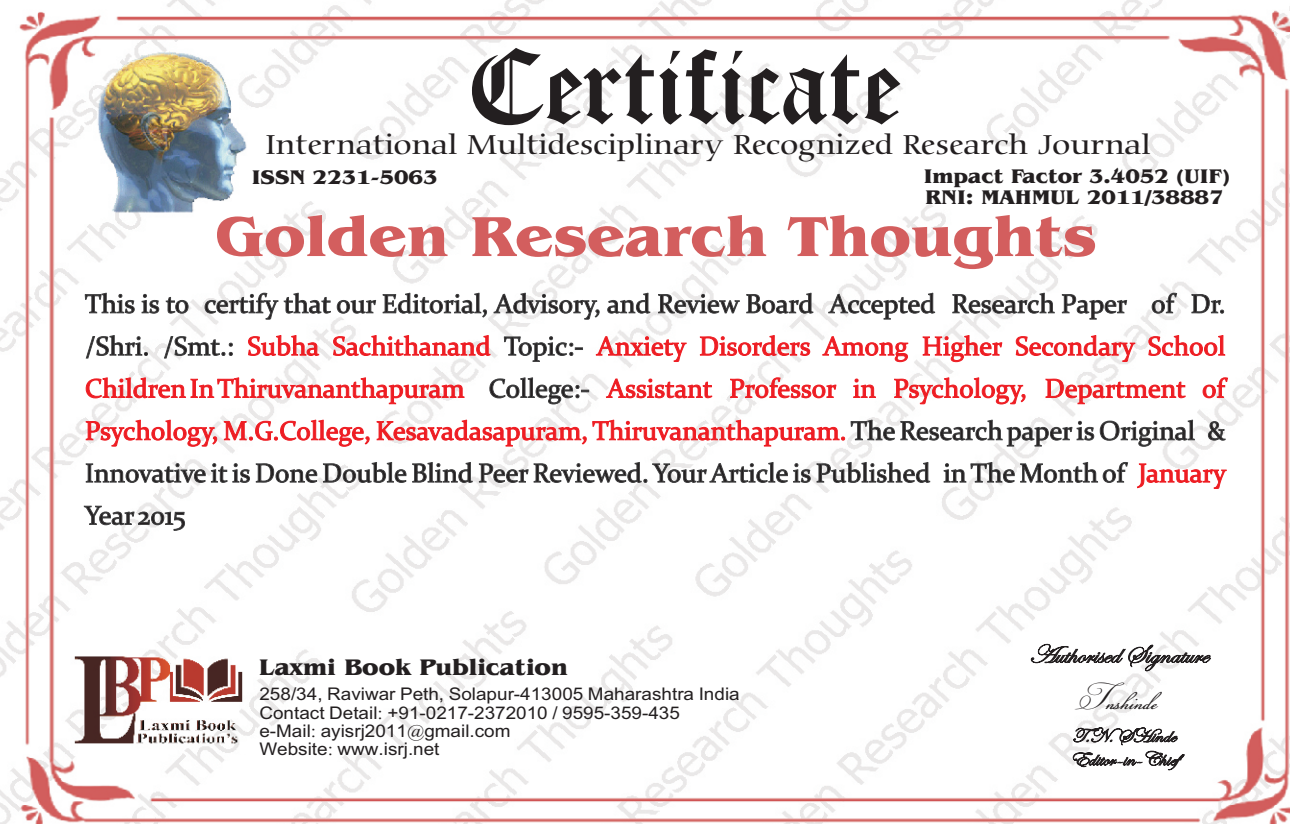 Certificate
International Multidesciplinary Recognized Research Journal
ISSN 2231-5063
Impact Factor 3.4052 (UIF)
RNI: MAHMUL 2011/38887
Golden Research Thoughts
This is to certify that our Editorial, Advisory, and Review Board Accepted Research Paper of Dr.
/Shri. /Smt.: Subha Sachithanand Topic:- Anxiety Disorders Among Higher Secondary School
Children In Thiruvananthapuram College:- Assistant Professor in Psychology, Department of
Psychology, M.G.College, Kesavadasapuram, Thiruvananthapuram. The Research paper is Original &
Innovative it is Done Double Blind Peer Reviewed. Your Article is Published in The Month of January
Year 2015
LBP
Laxmi Book
Publication's
Laxmi Book Publication
258/34, Raviwar Peth, Solapur-413005 Maharashtra India
Contact Detail: +91-0217-2372010 / 9595-359-435
e-Mail: ayisrj2011@gmail.com
Website: www.isrj.net
Authorised Signature
Tnshinde
T.N. SHinde
Editor-in-Chief